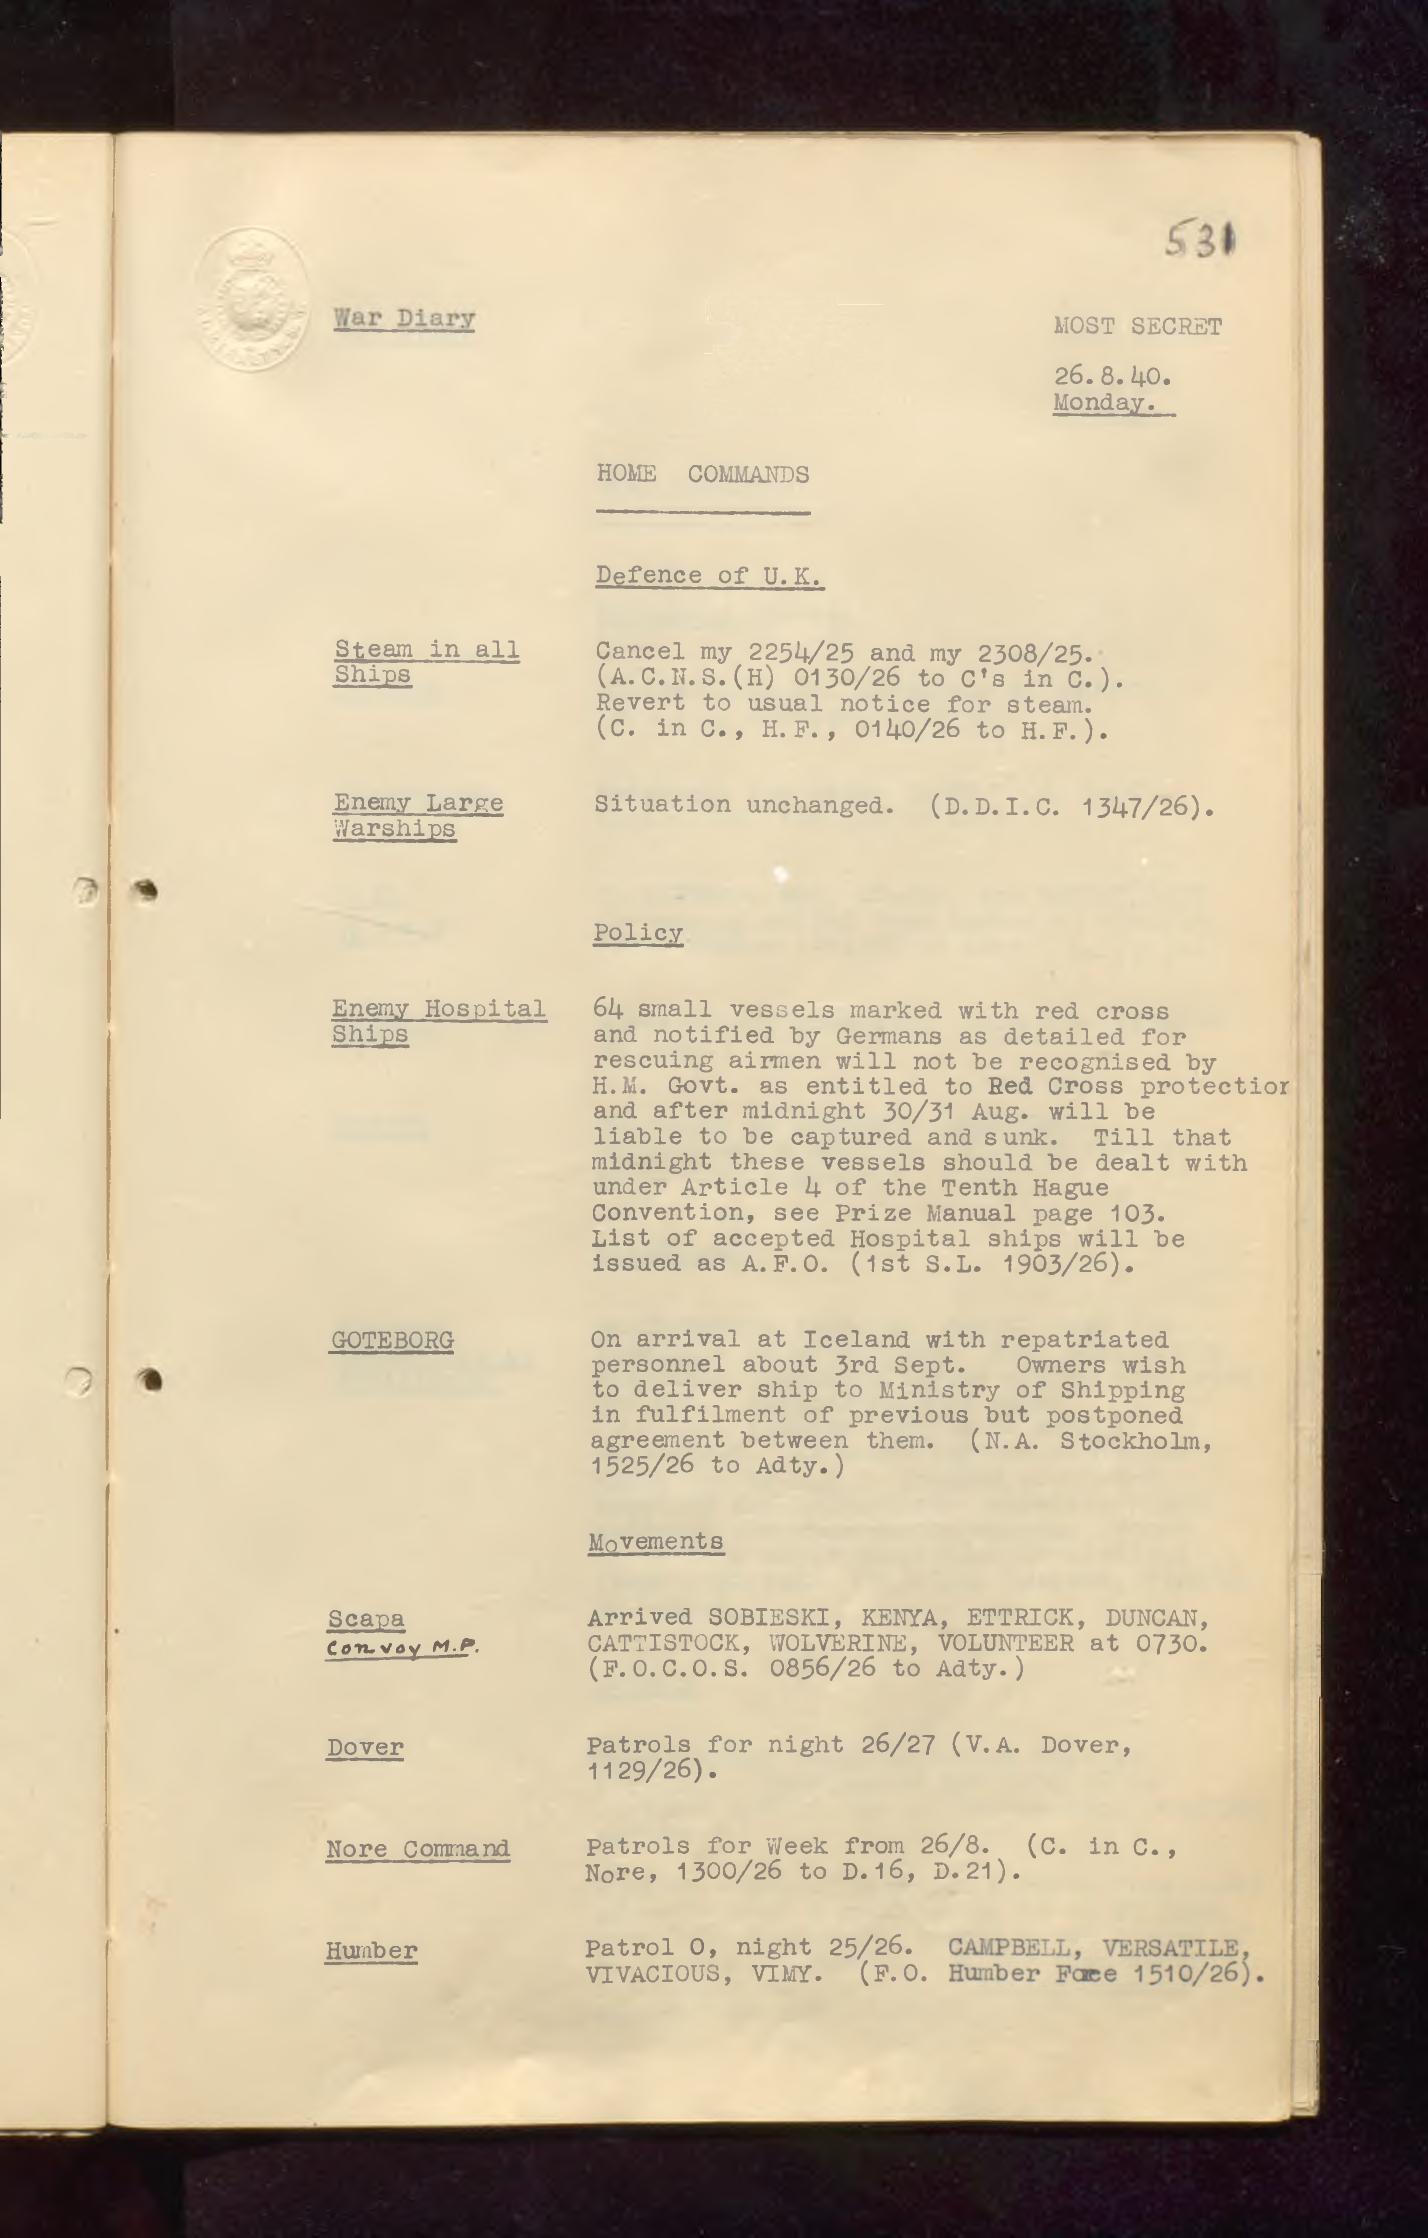 531
War Diary
MOST SECRET
26.8.40.
Monday.
HOME COMMANDS
Defence of U.K.
Steam in all
Ships
Cancel my 2254/25 and my 2308/25.
(A.C.N.S.(H) 0130/26 to C's in C.).
Revert to usual notice for steam.
(C. in C., H.F., 0140/26 to H.F.).
Enemy Large
Warships
Situation unchanged. (D.D.I.C. 1347/26).
Policy
Enemy Hospital
Ships
64 small vessels marked with red cross
and notified by Germans as detailed for
rescuing airmen will not be recognised by
H.M. Govt. as entitled to Red Cross protection
and after midnight 30/31 Aug. will be
liable to be captured and sunk. Till that
midnight these vessels should be dealt with
under Article 4 of the Tenth Hague
Convention, see Prize Manual page 103.
List of accepted Hospital ships will be
issued as A.F.O. (1st S.L. 1903/26).
GOTEBORG
On arrival at Iceland with repatriated
personnel about 3rd Sept. Owners wish
to deliver ship to Ministry of Shipping
in fulfilment of previous but postponed
agreement between them. (N.A. Stockholm,
1525/26 to Adty.)
Movements
Scapa
Convoy M.P.
Arrived SOBIESKI, KENYA, ETTRICK, DUNCAN,
CATTISTOCK, WOLVERINE, VOLUNTEER at 0730.
(F.O.C.O.S. 0856/26 to Adty.)
Dover
Patrols for night 26/27 (V.A. Dover,
1129/26).
Nore Command
Patrols for Week from 26/8. (C. in C.,
Nore, 1300/26 to D.16, D.21).
Humber
Patrol O, night 25/26. CAMPBELL, VERSATILE,
VIVACIOUS, VIMY. (F.O. Humber Force 1510/26).